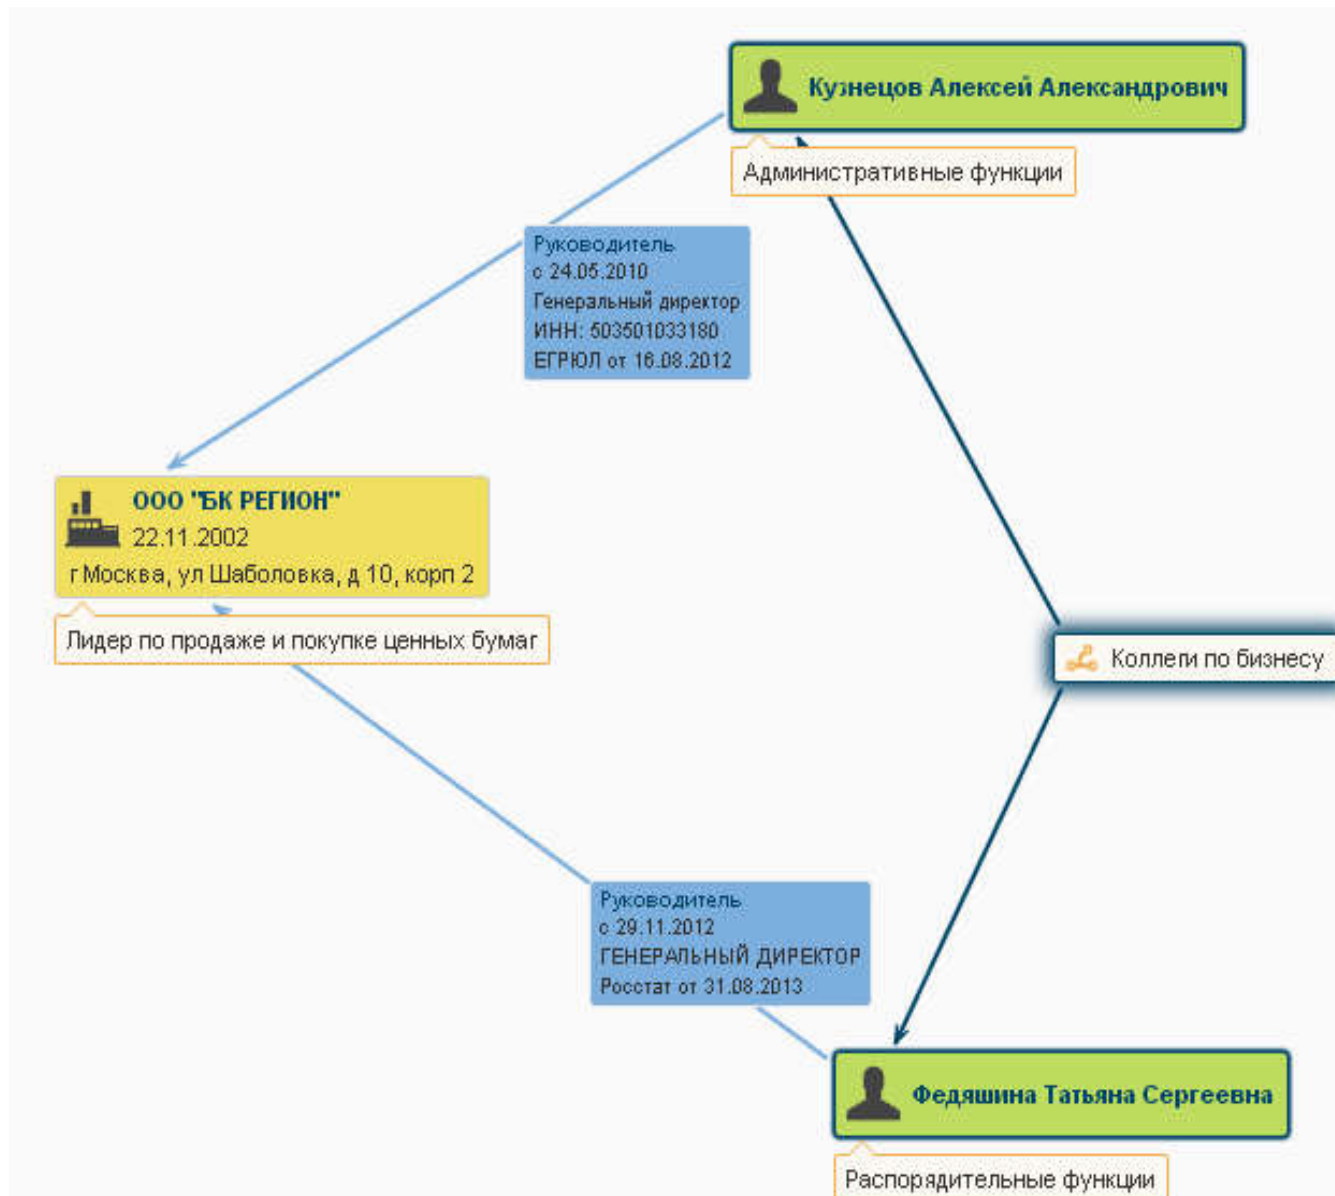 Кузнецов Алексей Александрович
Административные функции
Руководитель
с 24.05.2010
Генеральный директор
ИНН: 503501033180
ЕГРЮЛ от 16.08.2012
ООО "БК РЕГИОН"
22.11.2002
г Москва, ул Шаболовка, д 10, корп 2
Лидер по продаже и покупке ценных бумаг
Коллеги по бизнесу
Руководитель
с 29.11.2012
ГЕНЕРАЛЬНЫЙ ДИРЕКТОР
Росстат от 31.08.2013
Федяшина Татьяна Сергеевна
Распорядительные функции